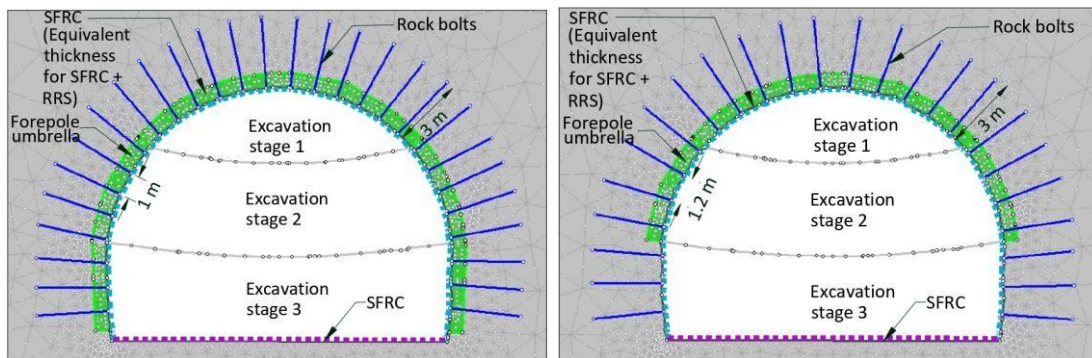 SFRC
(Equivalent
thickness
for SFRC +
RRS)
Rock bolts
Forepole
umbrella
3 m
1 m
Excavation
stage 1
Excavation
stage 2
Excavation
stage 3
SFRC
SFRC
(Equivalent
thickness
for SFRC +
RRS)
Rock bolts
Forepole
umbrella
3 m
1.2 m
Excavation
stage 1
Excavation
stage 2
Excavation
stage 3
SFRC